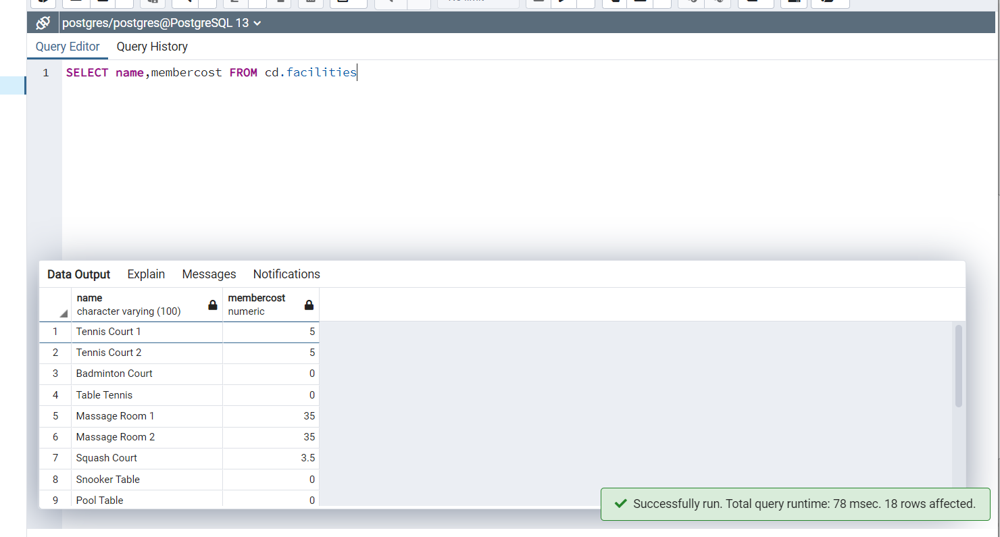 postgres/postgres@PostgreSQL 13
Query Editor Query History
1 SELECT name,membercost FROM cd.facilities
Data Output Explain Messages Notifications
name membercost
character varying (100) numeric
1 Tennis Court 1 5
2 Tennis Court 2 5
3 Badminton Court 0
4 Table Tennis 0
5 Massage Room 1 35
6 Massage Room 2 35
7 Squash Court 3.5
8 Snooker Table 0
9 Pool Table 0
Successfully run. Total query runtime: 78 msec. 18 rows affected.